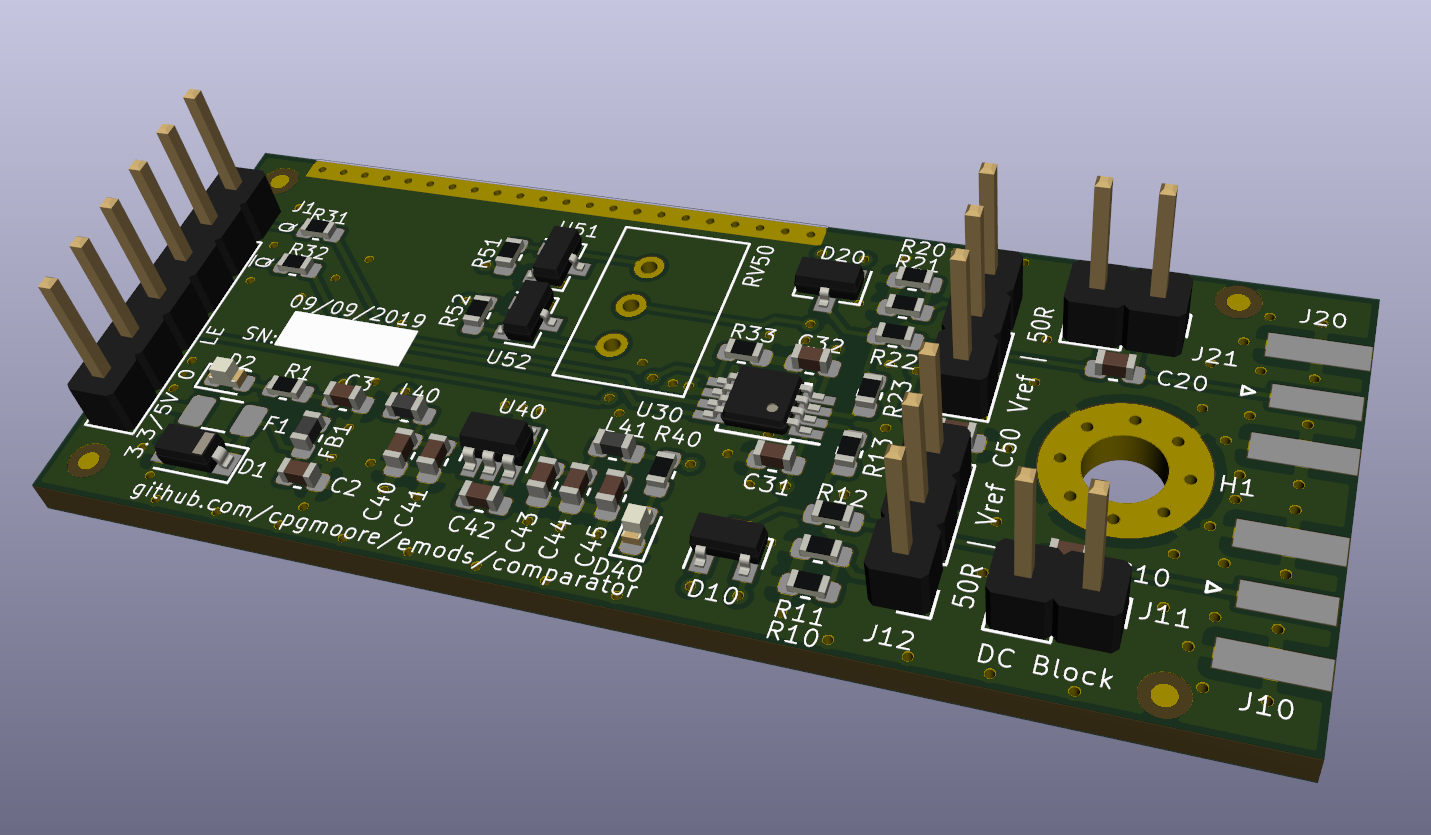 J1
R31
Q
R32
Q
09/09/2019
SN:
LE
D2
0
3.3/5V
R1
C3
F1
FB1
D1
C2
L40
C40
C41
U40
C42
C43
C44
C45
D40
github.com/cpgmoore/emods/comparator
R51
U51
R52
U52
RV50
U30
L41
R40
R33
C32
C31
D20
R20
R21
R22
R23
R13
R12
R11
R10
D10
J12
50R | Vref
C50
Vref | 50R
J21
C20
J20
H1
C10
J11
DC Block
J10